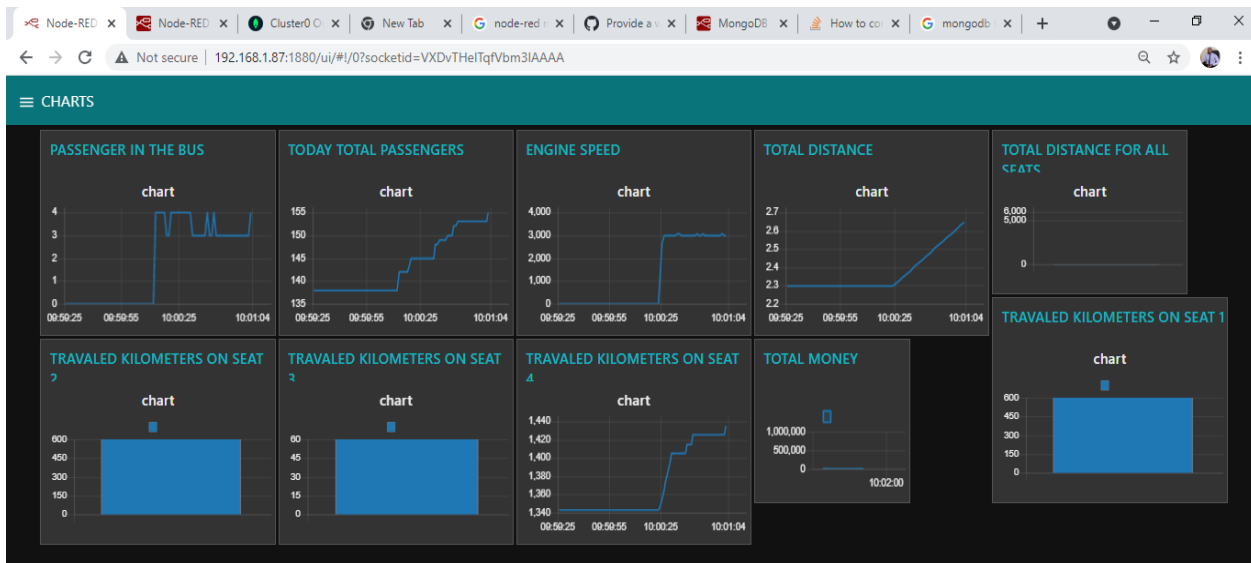 Node-RED
Node-RED
Cluster0 O
New Tab
node-red
Provide a
MongoDB
How to co
mongodb
Not secure
192.168.1.87:1880/ui/#!/0?socketid=VXDvTHeITqfVbm3IAAAA
CHARTS
PASSENGER IN THE BUS
chart
4
3
2
1
0
09:59:25 09:59:55 10:00:25 10:01:04
TODAY TOTAL PASSENGERS
chart
155
150
145
140
135
09:59:25 09:59:55 10:00:25 10:01:04
ENGINE SPEED
chart
4,000
3,000
2,000
1,000
0
09:59:25 09:59:55 10:00:25 10:01:04
TOTAL DISTANCE
chart
2.7
2.6
2.5
2.4
2.3
2.2
09:59:25 09:59:55 10:00:25 10:01:04
TOTAL DISTANCE FOR ALL
SEATS
chart
6,000
5,000
0
TRAVALED KILOMETERS ON SEAT 1
chart
600
450
300
150
0
TRAVALED KILOMETERS ON SEAT
2
chart
600
450
300
150
0
TRAVALED KILOMETERS ON SEAT
3
chart
60
45
30
15
0
TRAVALED KILOMETERS ON SEAT
4
chart
1,440
1,420
1,400
1,380
1,360
1,340
09:59:25 09:59:55 10:00:25 10:01:04
TOTAL MONEY
1,000,000
500,000
0
10:02:00